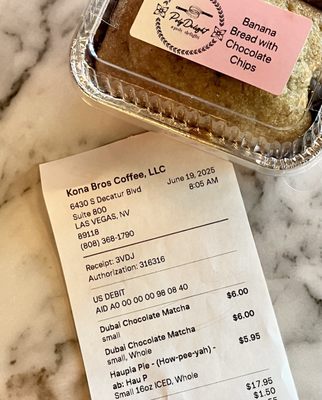 Banana
Bread with
Chocolate
Chips
Kona Bros Coffee, LLC
6430 S Decatur Blvd
Suite 800
LAS VEGAS, NV
89118
(808) 368-1790
June 19, 2025
8:05 AM
Receipt: 3VDJ
Authorization: 316316
US DEBIT
AID A0 00 00 00 98 08 40
Dubai Chocolate Matcha $6.00
small
Dubai Chocolate Matcha $6.00
small, Whole
Haupia Pie - (How-pee-yah) - $5.95
ab: Hau P
Small 16oz ICED, Whole
$17.95
$1.50